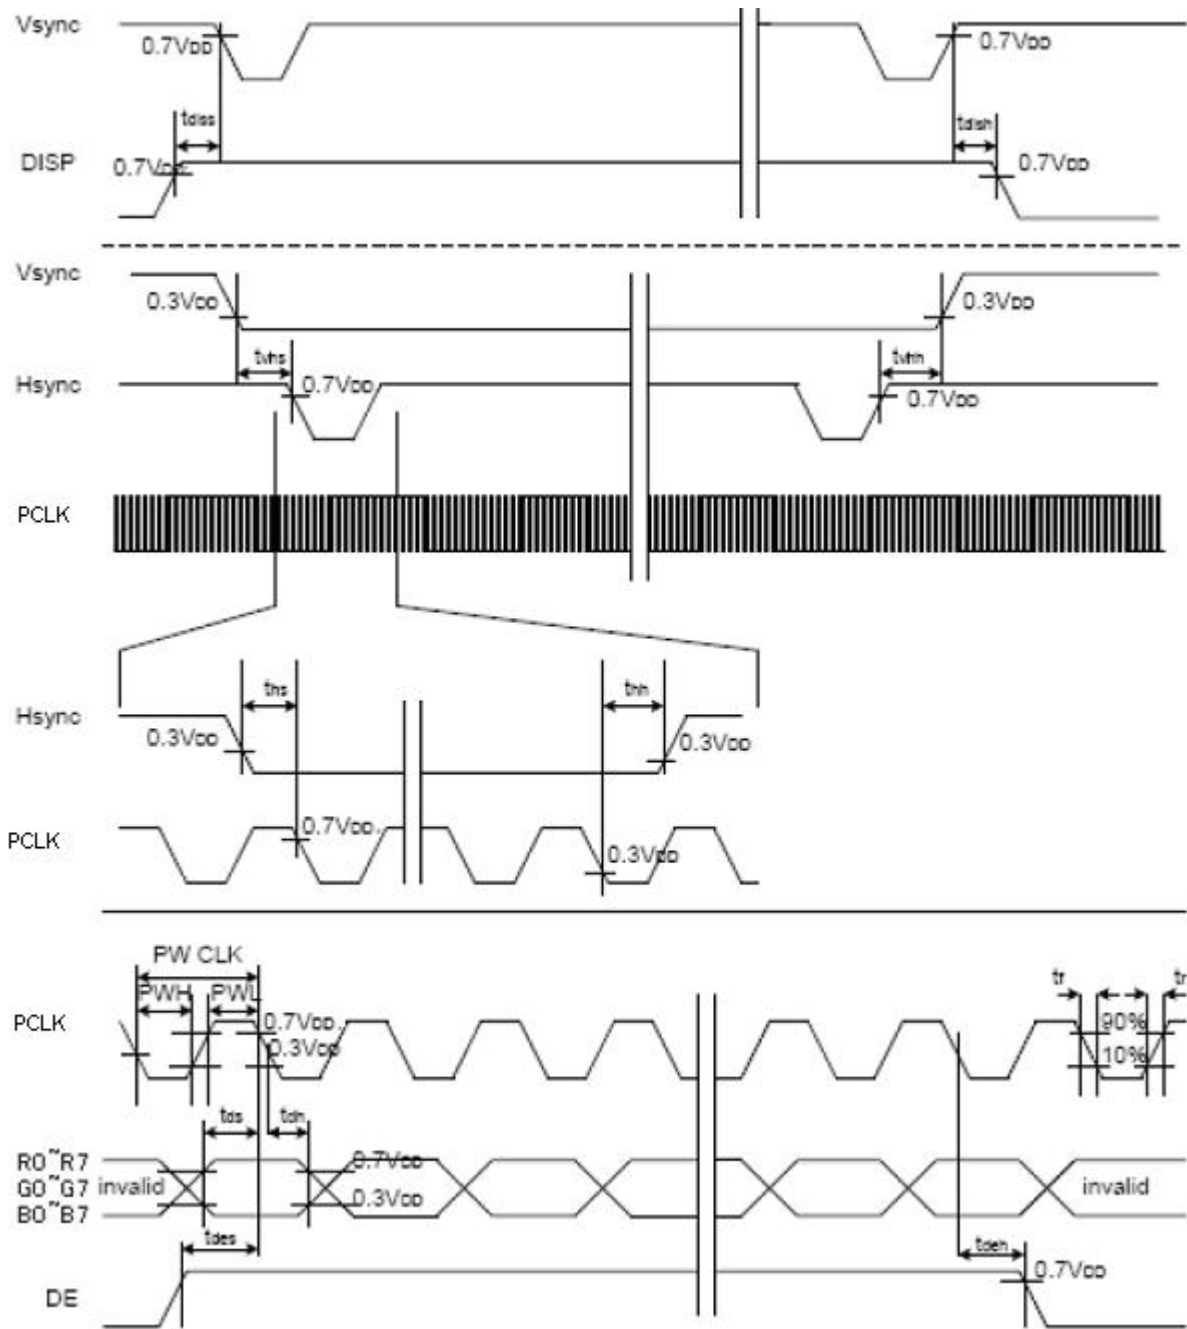 Vsync
0.7VDD
0.7VDD
tdiss
tdish
DISP
0.7VDD
0.7VDD
Vsync
0.3VDD
0.3VDD
tvhs
tvhh
Hsync
0.7VDD
0.7VDD
PCLK
ths
thh
Hsync
0.3VDD
0.3VDD
PCLK
0.7VDD
0.3VDD
PW CLK
PWH
PWL
tr
tr
PCLK
0.7VDD
0.3VDD
90%
10%
tds
tdh
R0~R7
0.7VDD
G0~G7 invalid
invalid
B0~B7
0.3VDD
tdes
tdeh
0.7VDD
DE